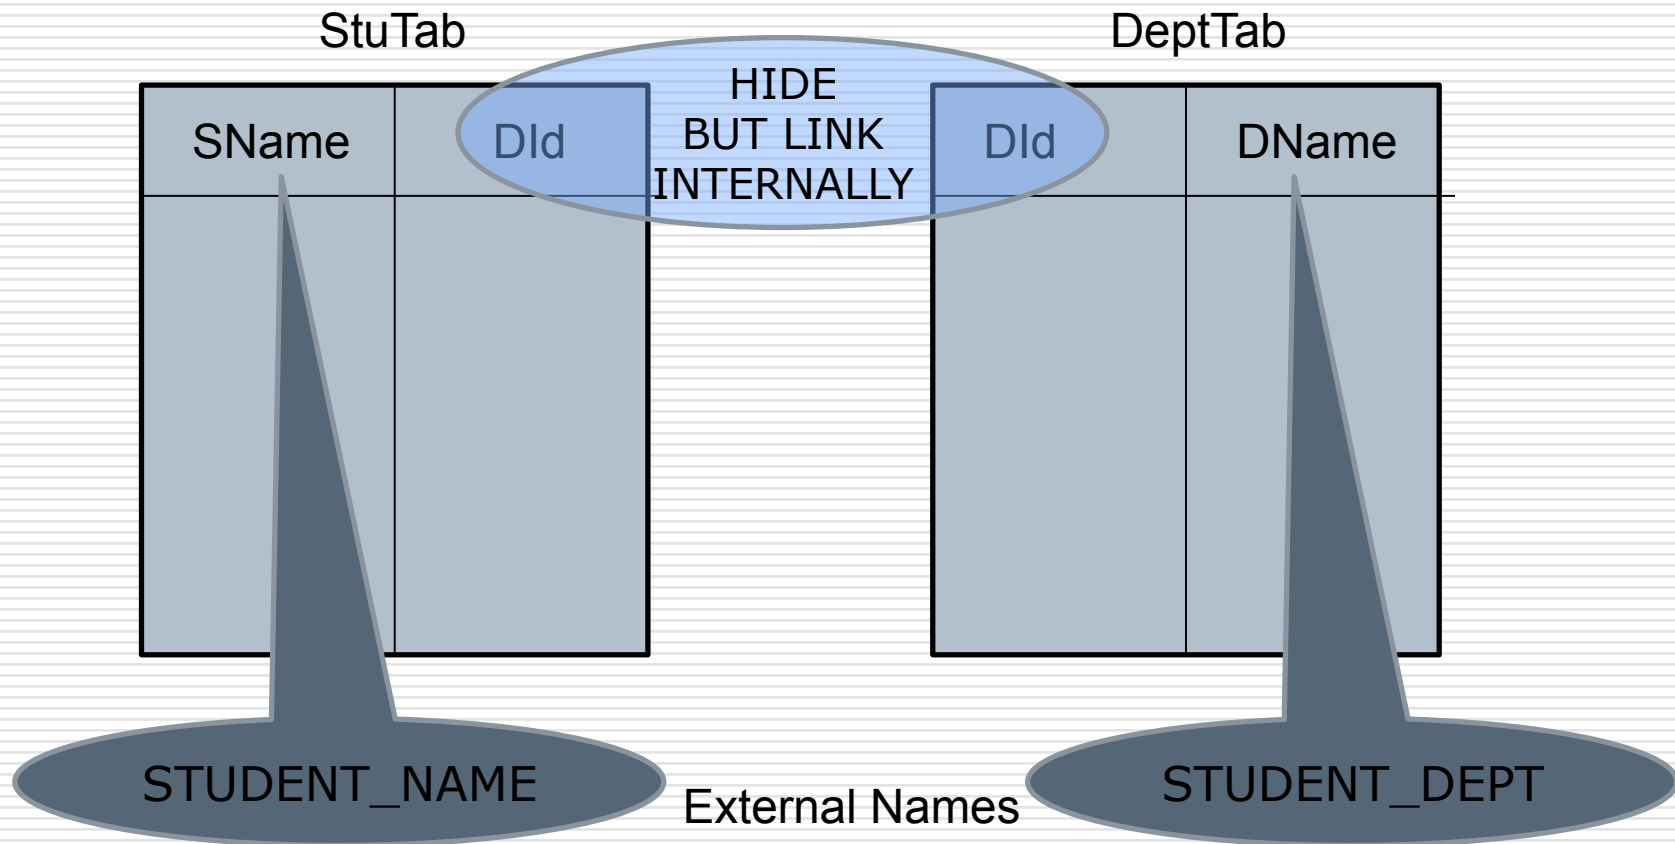 StuTab
DeptTab
HIDE
BUT LINK
INTERNALLY
SName
DId
DId
DName
STUDENT_NAME
External Names
STUDENT_DEPT